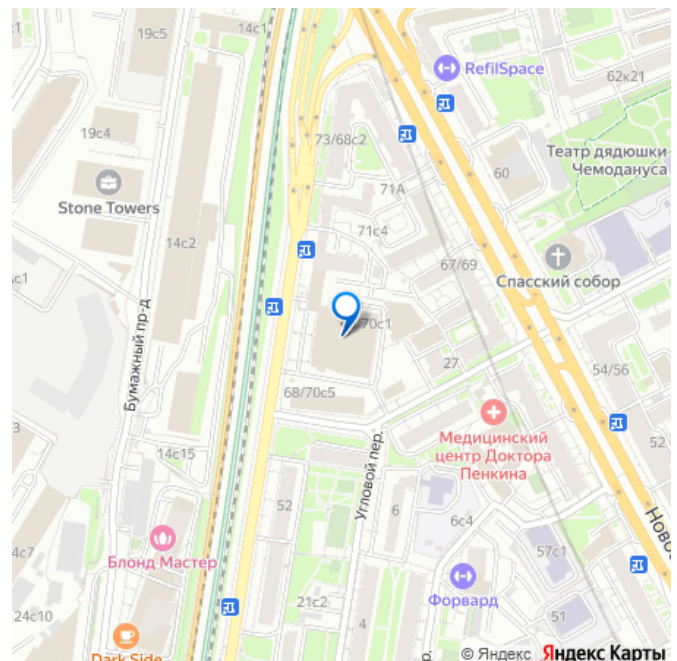 19с5
14с1
RefilSpace
62к21
19с4
73/68с2
Театр дядюшки
Чемодануса
71А
60
Stone Towers
71с4
14с2
67/69
Спасский собор
с1
70с1
Бумажный пр-д
27
54/56
68/70с5
Медицинский
центр Доктора
Пенкина
52
14с15
Угловой пер.
52
6
6с4
Ново
57с1
4с7
Блонд Мастер
Форвард
24с10
21с2
4
51
Dark Side
р.
© Яндекс Яндекс Карты